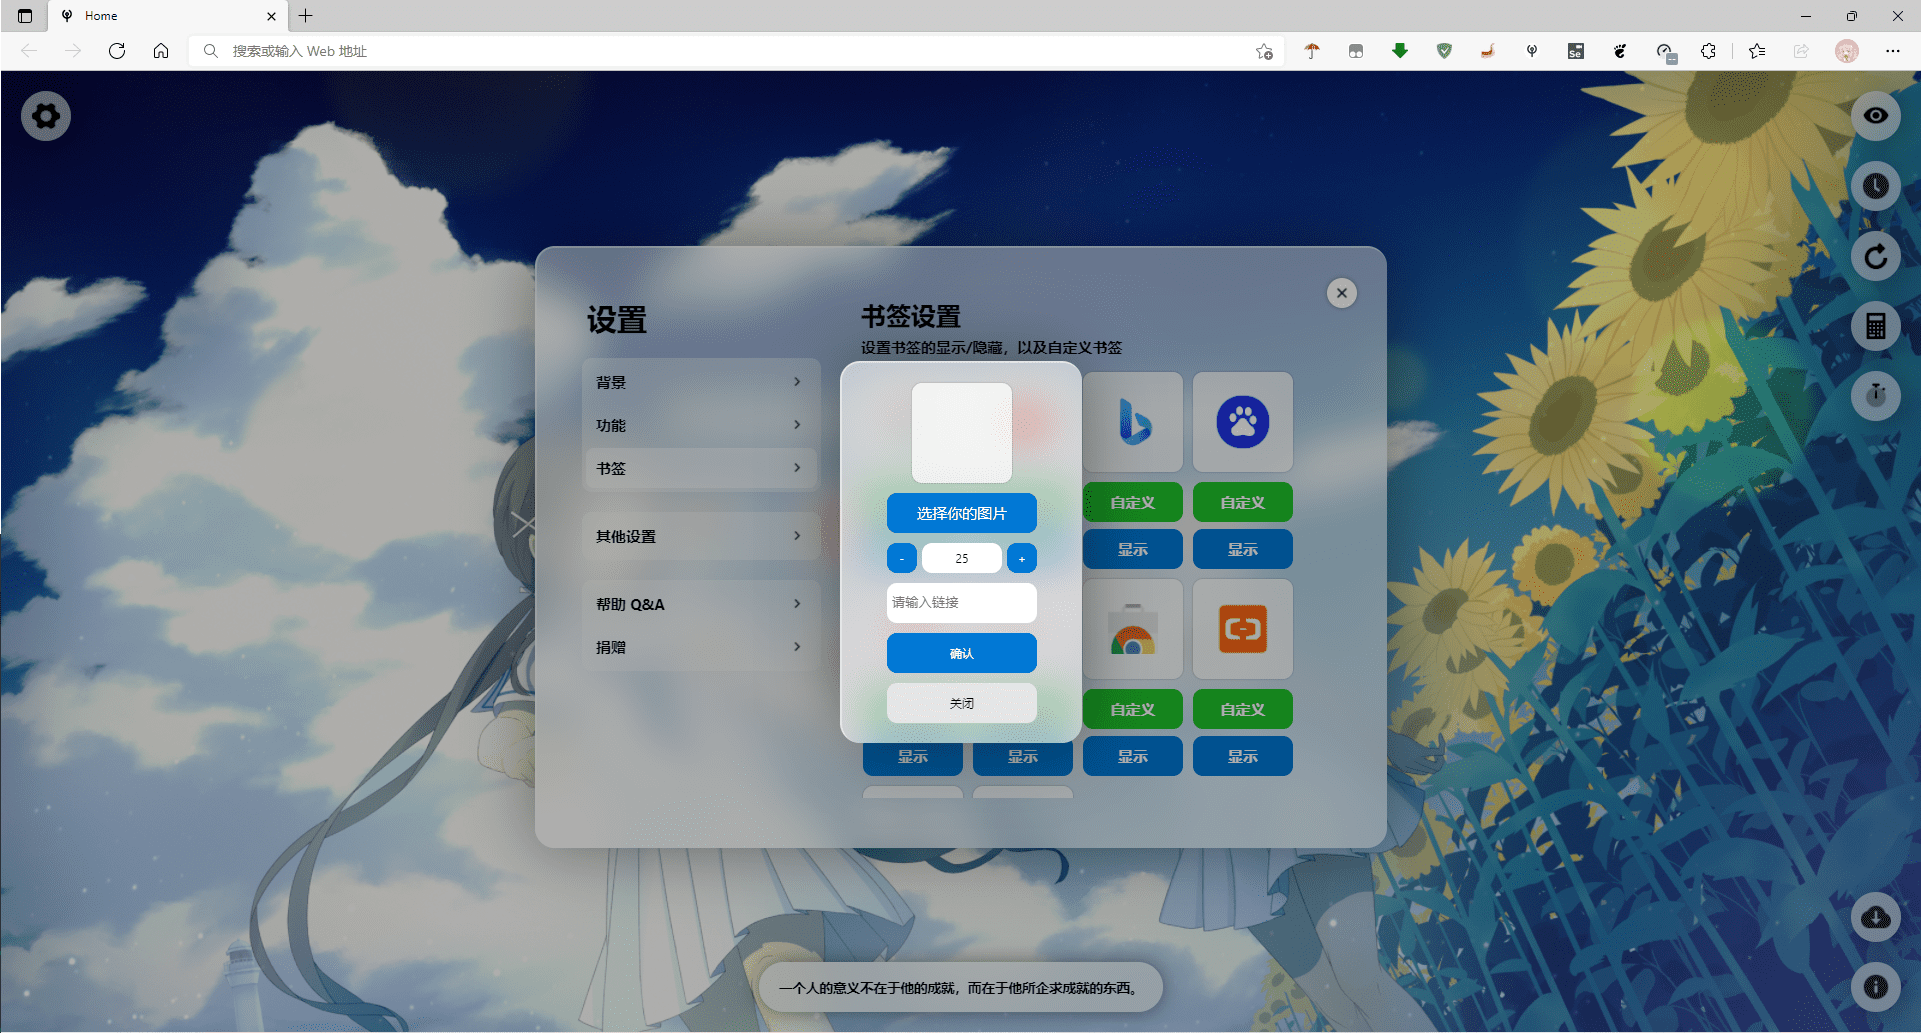 Home
搜索或输入 Web 地址
Se
设置
背景
功能
书签
其他设置
帮助 Q&A
捐赠
书签设置
设置书签的显示/隐藏，以及自定义书签
选择你的图片
- 25 +
请输入链接
确认
关闭
自定义 自定义
显示 显示
自定义 自定义
显示 显示 显示 显示
一个人的意义不在于他的成就，而在于他所企求成就的东西。